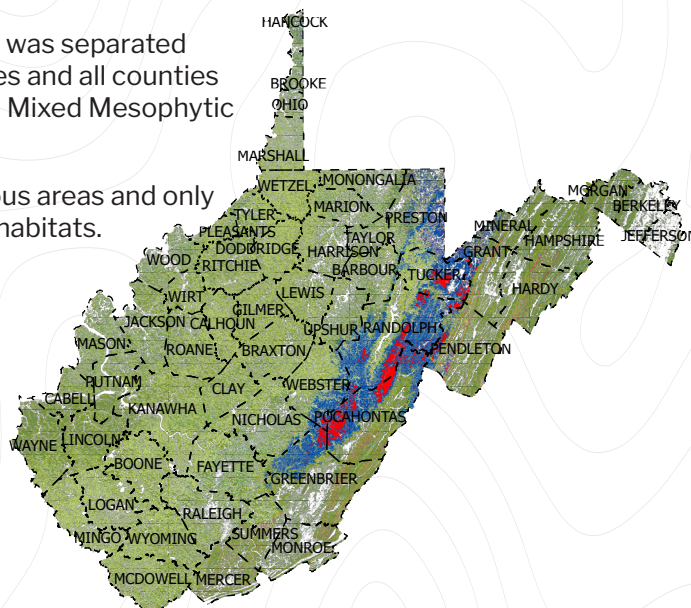 was separated
es and all counties
Mixed Mesophytic
ous areas and only
habitats.
HANCOCK
BROOKE
OHIO
MARSHALL
WETZEL
MONONGALIA
MORGAN
TYLER
MARION
PRESTON
BERKELEY
PLEASANTS
TAYLOR
MINERAL
JEFFERSON
DODDRIDGE
HARRISON
GRANT
HAMPSHIRE
WOOD
RITCHIE
BARBOUR
TUCKER
HARDY
WIRT
LEWIS
GILMER
JACKSON
CALHOUN
UPSHUR
RANDOLPH
MASON
ROANE
BRAXTON
PENDLETON
PUTNAM
CLAY
WEBSTER
CABELL
KANAWHA
NICHOLAS
POCAHONTAS
WAYNE
LINCOLN
BOONE
FAYETTE
GREENBRIER
LOGAN
RALEIGH
MINGO
WYOMING
SUMMERS
MONROE
MCDOWELL
MERCER